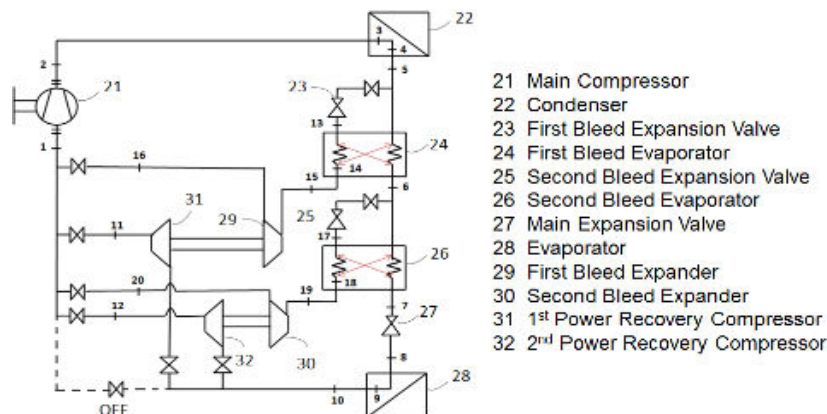 3
22
4
2
5
21
23
13
24
1
16
14
15
31
29
6
25
17
11
26
18
20
19
7
12
27
32
30
8
10
9
28
OFF
21 Main Compressor
22 Condenser
23 First Bleed Expansion Valve
24 First Bleed Evaporator
25 Second Bleed Expansion Valve
26 Second Bleed Evaporator
27 Main Expansion Valve
28 Evaporator
29 First Bleed Expander
30 Second Bleed Expander
31 1st Power Recovery Compressor
32 2nd Power Recovery Compressor